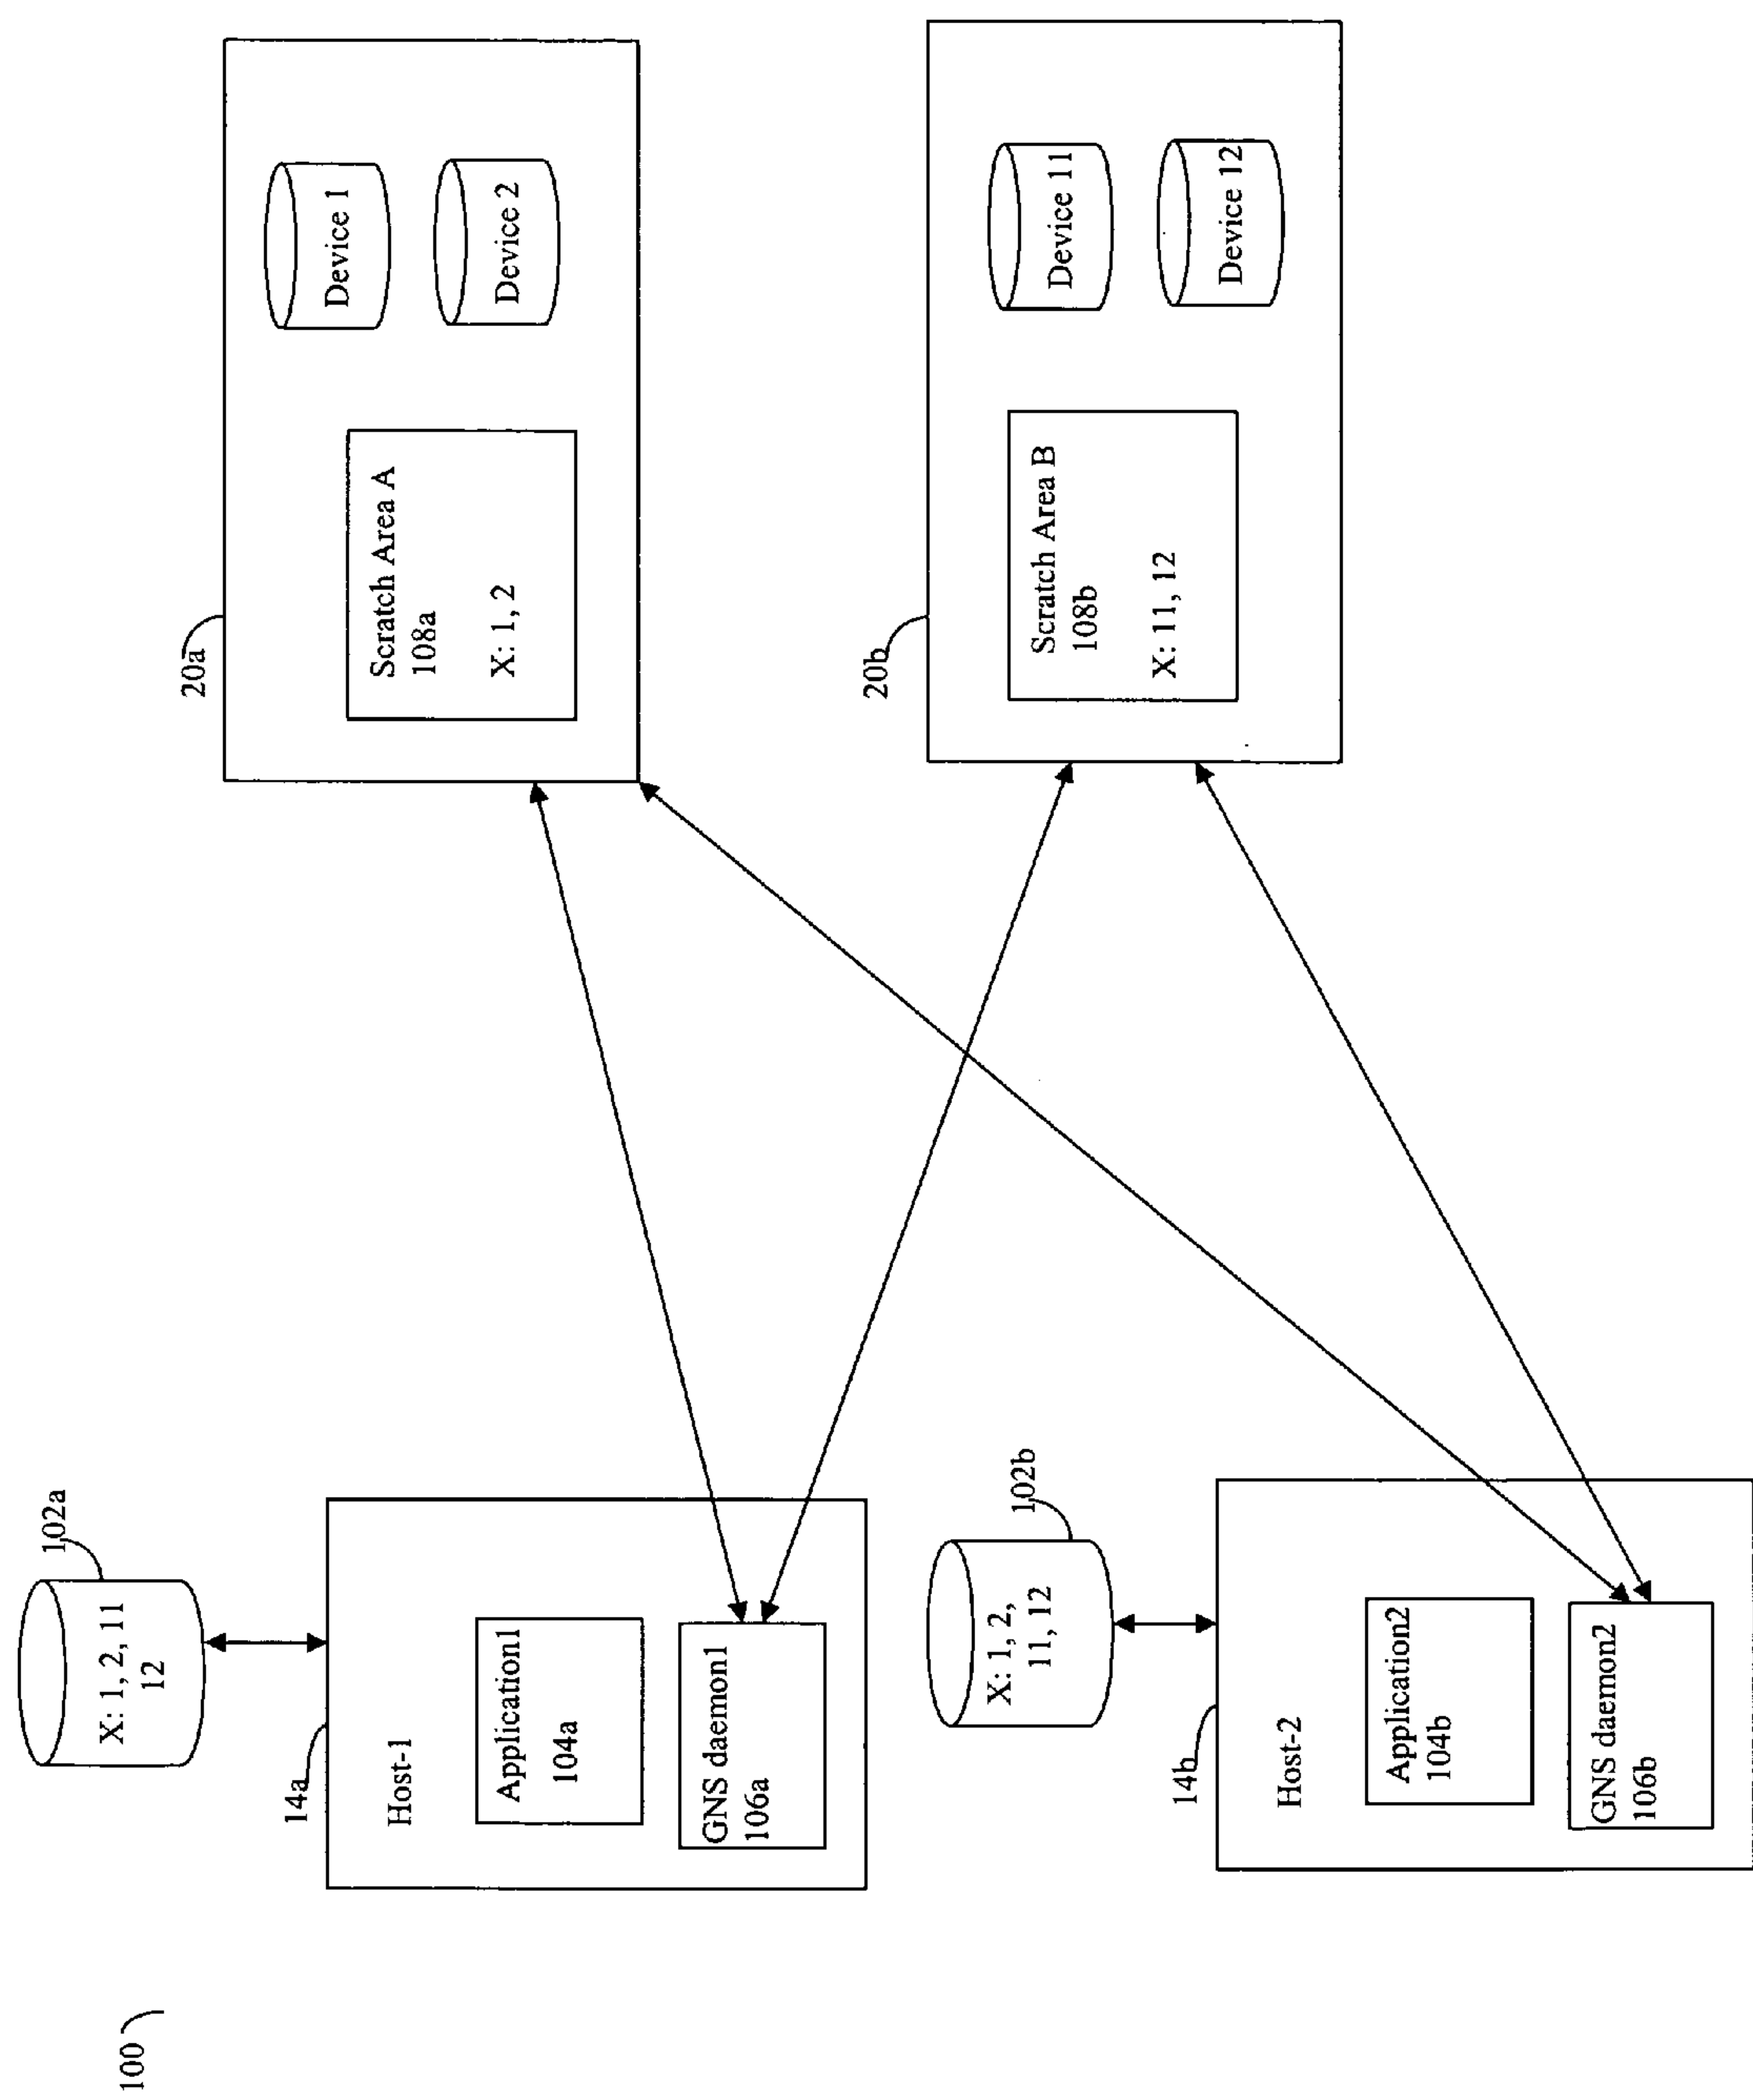 100
102a
X: 1, 2, 11
12
14a
Host-1
Application1
104a
GNS daemon1
106a
102b
X: 1, 2,
11, 12
14b
Host-2
Application2
104b
GNS daemon2
106b
20a
Scratch Area A
108a
X: 1, 2
Device 1
Device 2
20b
Scratch Area B
108b
X: 11, 12
Device 11
Device 12